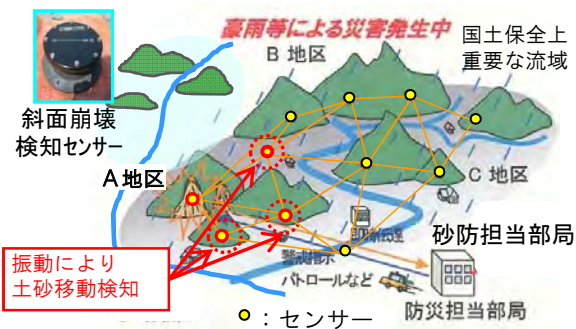 豪雨等による災害発生中
B 地区
国土保全上
重要な流域
斜面崩壊
検知センサー
A地区
C 地区
砂防担当部局
振動により
土砂移動検知
警戒指示
パトロールなど
防災担当部局
：センサー